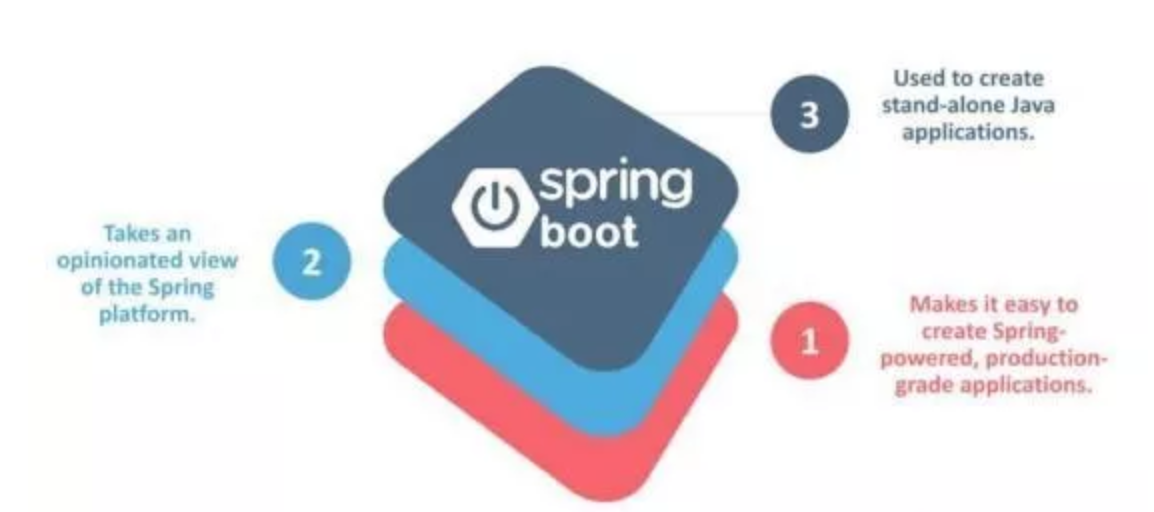 3
Used to create
stand-alone Java
applications.
spring
boot
Takes an
opinionated view
of the Spring
platform.
2
1
Makes it easy to
create Spring-
powered, production-
grade applications.